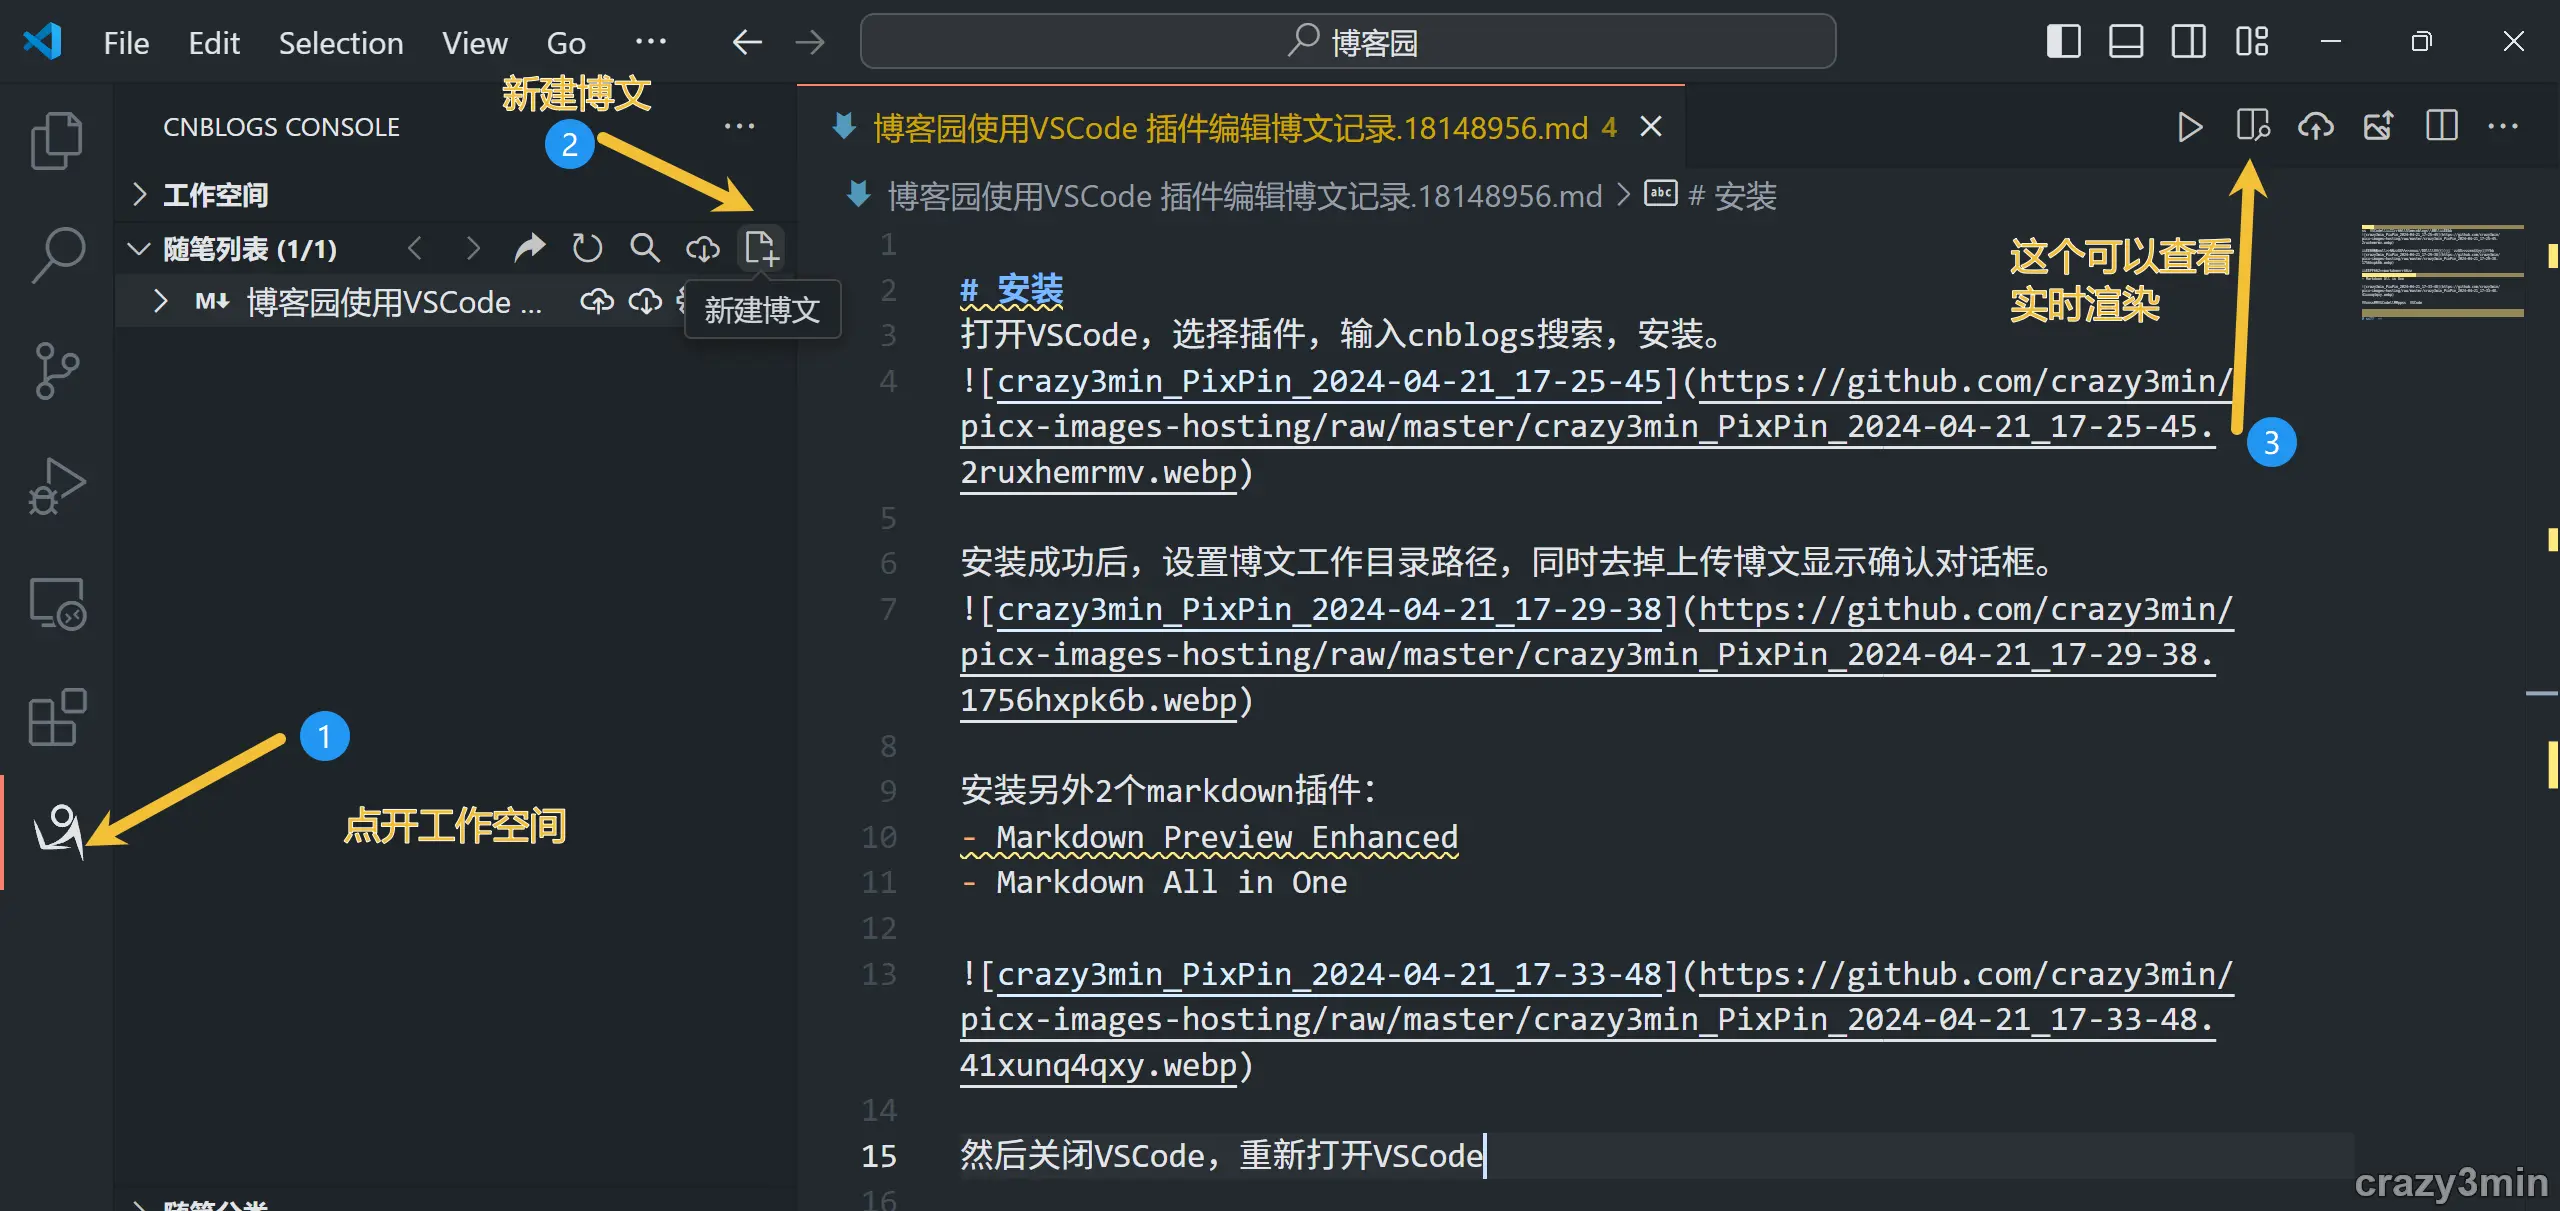 File Edit Selection View Go ··· 博客园
新建博文
2
CNBLOGS CONSOLE
工作空间
随笔列表 (1/1)
M↓ 博客园使用VSCode ...
新建博文
1
点开工作空间
博客园使用VSCode 插件编辑博文记录.18148956.md 4
博客园使用VSCode 插件编辑博文记录.18148956.md > abc # 安装
这个可以查看
实时渲染
3
1
2 # 安装
3 打开VSCode，选择插件，输入cnblogs搜索，安装。
4 ![crazy3min_PixPin_2024-04-21_17-25-45](https://github.com/crazy3min/
picx-images-hosting/raw/master/crazy3min_PixPin_2024-04-21_17-25-45.
2ruxhemrmv.webp)
5
6 安装成功后，设置博文工作目录路径，同时去掉上传博文显示确认对话框。
7 ![crazy3min_PixPin_2024-04-21_17-29-38](https://github.com/crazy3min/
picx-images-hosting/raw/master/crazy3min_PixPin_2024-04-21_17-29-38.
1756hxpk6b.webp)
8
9 安装另外2个markdown插件：
10 - Markdown Preview Enhanced
11 - Markdown All in One
12
13 ![crazy3min_PixPin_2024-04-21_17-33-48](https://github.com/crazy3min/
picx-images-hosting/raw/master/crazy3min_PixPin_2024-04-21_17-33-48.
41xunq4qxy.webp)
14
15 然后关闭VSCode，重新打开VSCode
16
随笔分类
crazy3min